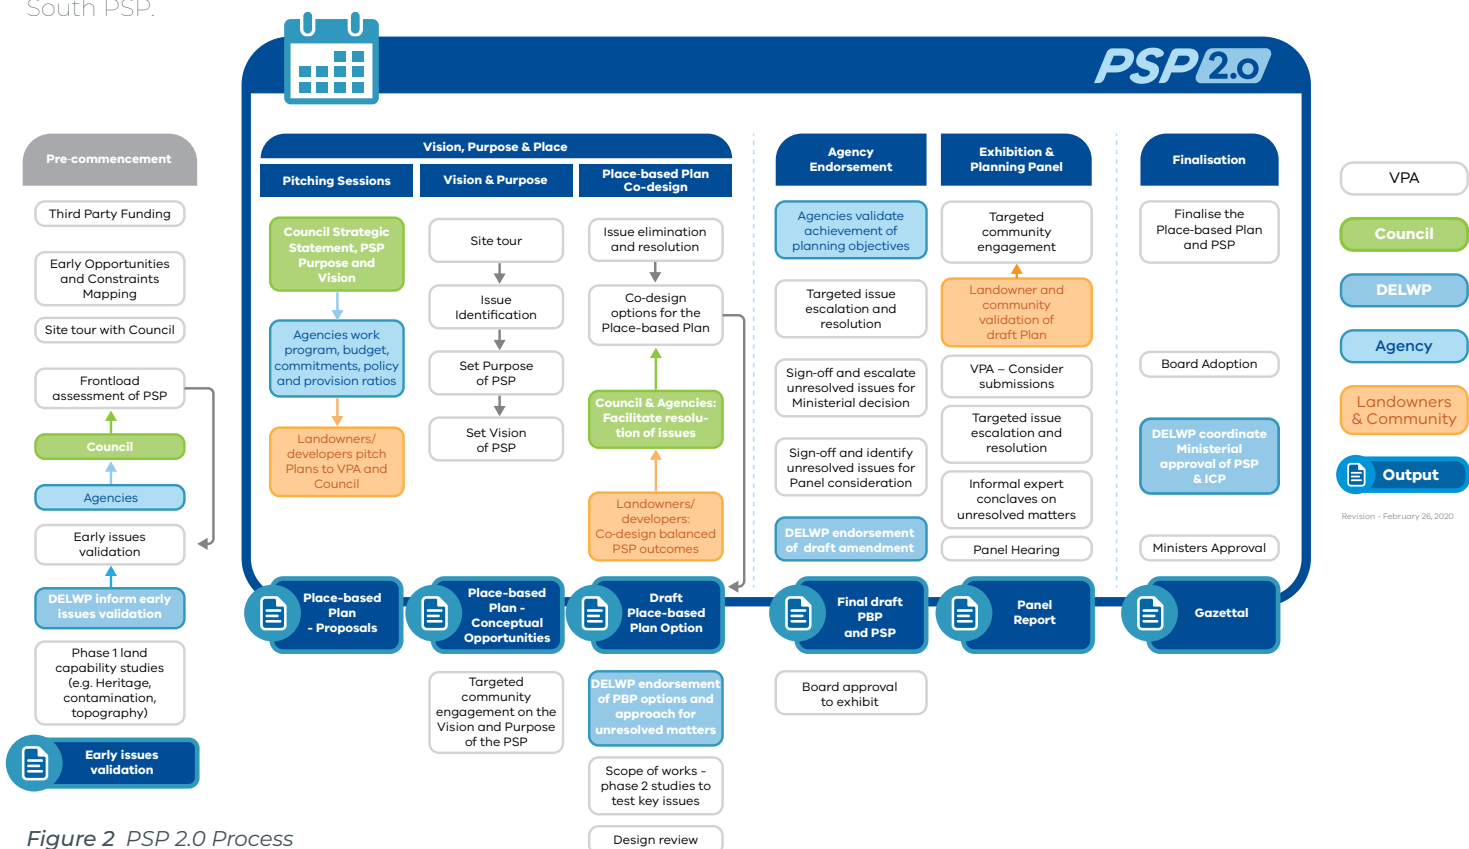 South PSP.
PSP 2.0
Pre-commencement
Third Party Funding
Early Opportunities
and Constraints
Mapping
Site tour with Council
Frontload
assessment of PSP
Council
Agencies
Early issues
validation
DELWP inform early
issues validation
Phase 1 land
capability studies
(e.g. Heritage,
contamination,
topography)
Early issues
validation
Vision, Purpose & Place
Pitching Sessions
Council Strategic
Statement, PSP
Purpose and
Vision
Agencies work
program, budget,
commitments, policy
and provision ratios
Landowners/
developers pitch
Plans to VPA and
Council
Place-based
Plan
- Proposals
Vision & Purpose
Site tour
Issue
Identification
Set Purpose
of PSP
Set Vision
of PSP
Place-based
Plan -
Conceptual
Opportunities
Targeted
community
engagement on the
Vision and Purpose
of the PSP
Place-based Plan
Co-design
Issue elimination
and resolution
Co-design
options for the
Place-based Plan
Council & Agencies:
Facilitate resolu-
tion of issues
Landowners/
developers:
Co-design balanced
PSP outcomes
Draft
Place-based
Plan Option
DELWP endorsement
of PBP options and
approach for
unresolved matters
Scope of works -
phase 2 studies to
test key issues
Design review
Agency
Endorsement
Agencies validate
achievement of
planning objectives
Targeted issue
escalation and
resolution
Sign-off and escalate
unresolved issues for
Ministerial decision
Sign-off and identify
unresolved issues for
Panel consideration
DELWP endorsement
of draft amendment
Final draft
PBP
and PSP
Board approval
to exhibit
Exhibition &
Planning Panel
Targeted
community
engagement
Landowner and
community
validation of
draft Plan
VPA – Consider
submissions
Targeted issue
escalation and
resolution
Informal expert
conclaves on
unresolved matters
Panel Hearing
Panel
Report
Finalisation
Finalise the
Place-based Plan
and PSP
Board Adoption
DELWP coordinate
Ministerial
approval of PSP
& ICP
Ministers Approval
Gazettal
VPA
Council
DELWP
Agency
Landowners
& Community
Output
Revision - February 26, 2020
Figure 2 PSP 2.0 Process